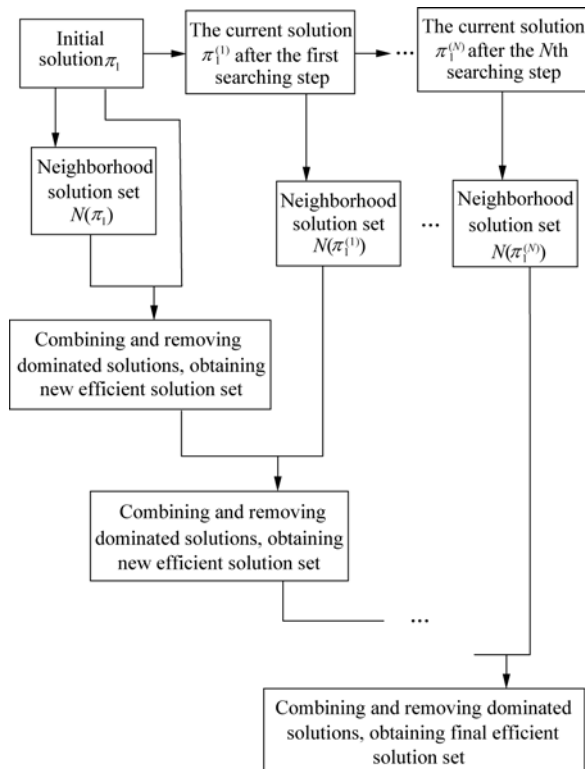 Initial
solutionπ₁
The current solution
π₁⁽¹⁾ after the first
searching step
···
The current solution
π₁⁽ᴺ⁾ after the Nth
searching step
Neighborhood
solution set
N(π₁)
Neighborhood
solution set
N(π₁⁽¹⁾)
···
Neighborhood
solution set
N(π₁⁽ᴺ⁾)
Combining and removing
dominated solutions, obtaining
new efficient solution set
Combining and removing
dominated solutions, obtaining
new efficient solution set
···
Combining and removing dominated
solutions, obtaining final efficient
solution set